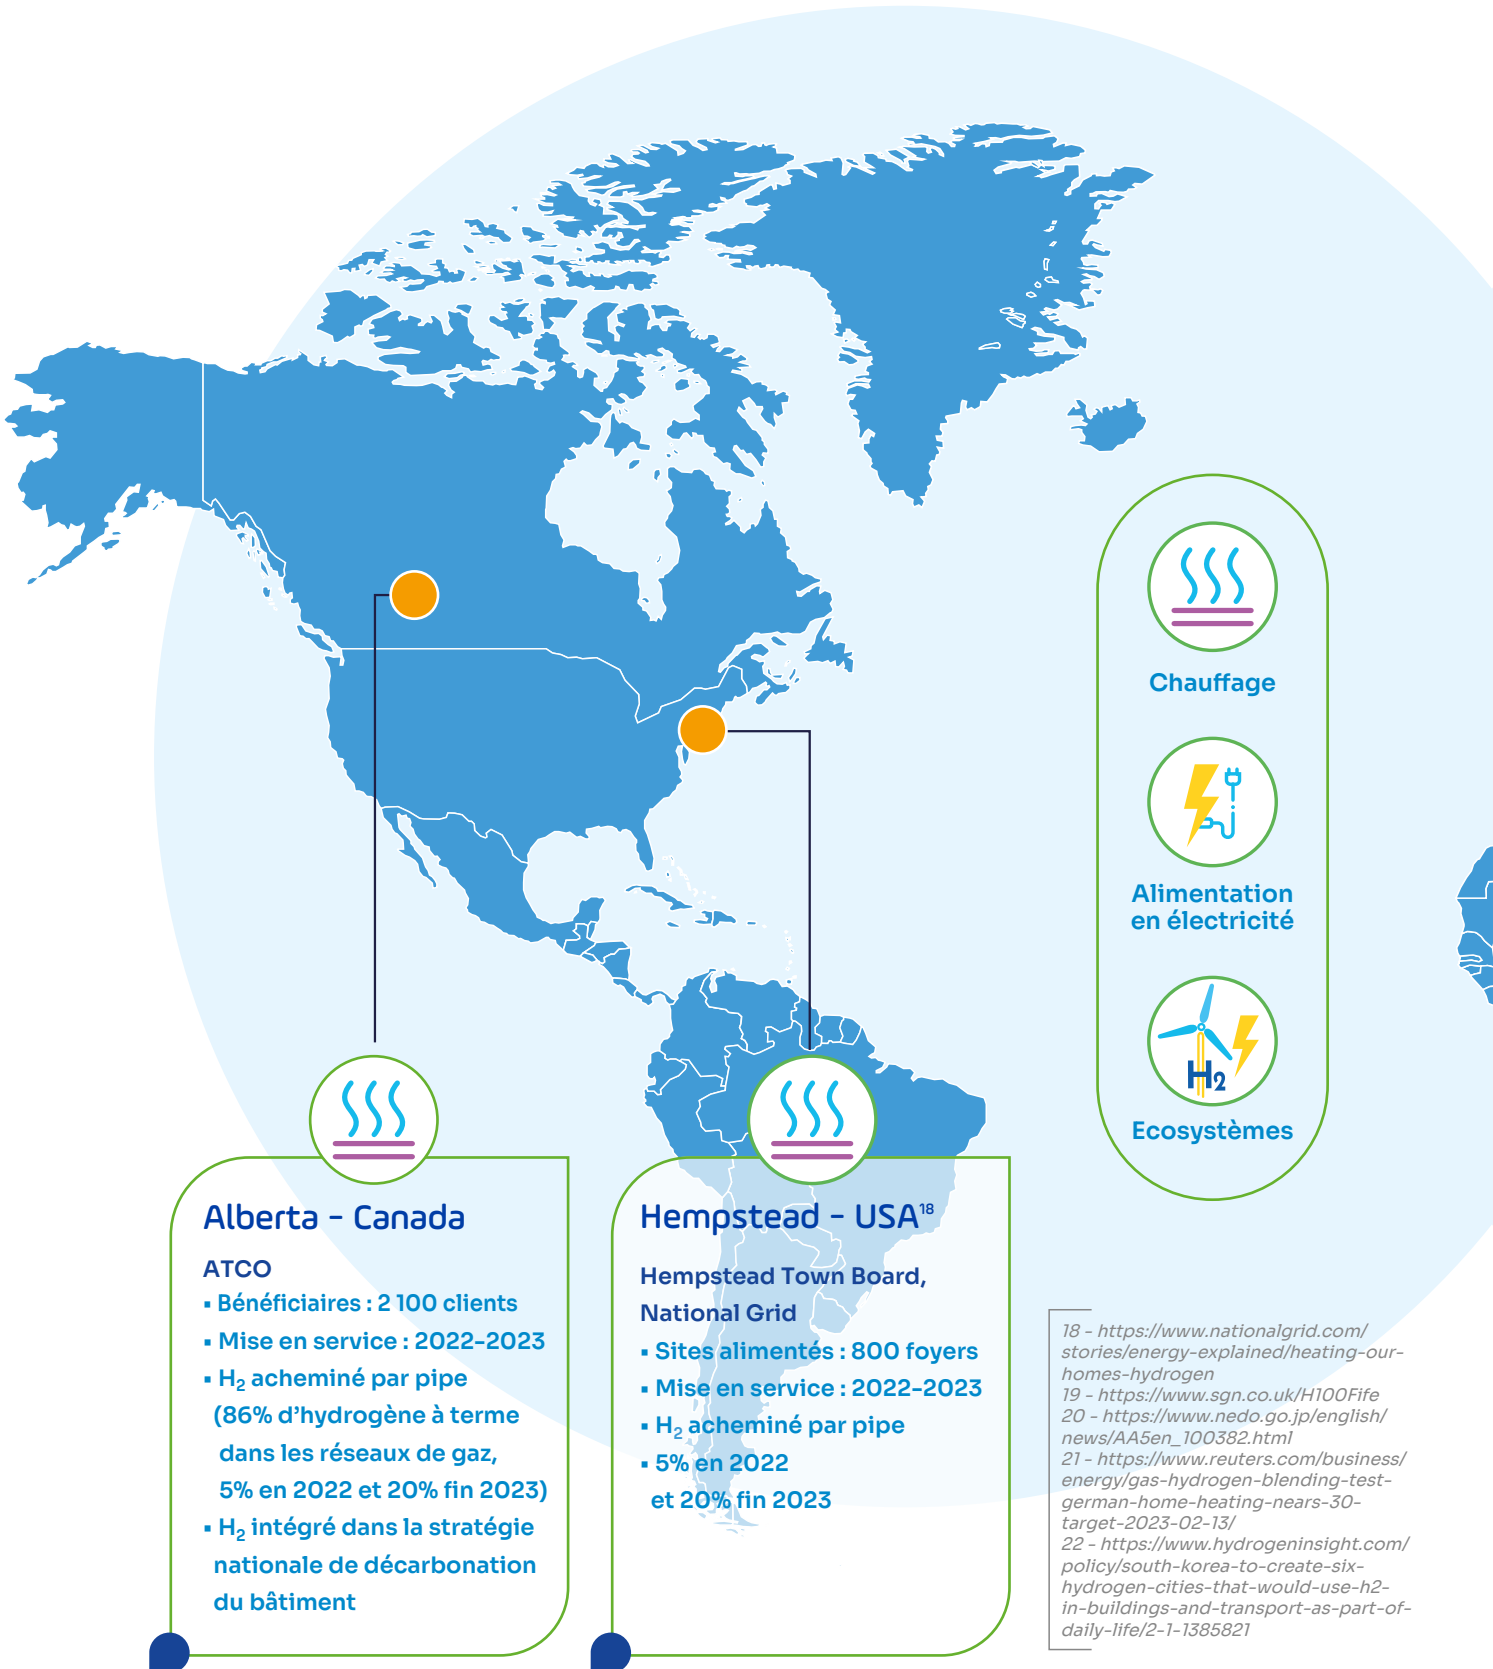 Chauffage
Alimentation
en électricité
H2
Ecosystèmes
Alberta – Canada
ATCO
▪ Bénéficiaires : 2 100 clients
▪ Mise en service : 2022-2023
▪ H₂ acheminé par pipe
(86% d’hydrogène à terme
dans les réseaux de gaz,
5% en 2022 et 20% fin 2023)
▪ H₂ intégré dans la stratégie
nationale de décarbonation
du bâtiment
Hempstead – USA¹⁸
Hempstead Town Board,
National Grid
▪ Sites alimentés : 800 foyers
▪ Mise en service : 2022-2023
▪ H₂ acheminé par pipe
▪ 5% en 2022
et 20% fin 2023
18 - https://www.nationalgrid.com/
stories/energy-explained/heating-our-
homes-hydrogen
19 - https://www.sgn.co.uk/H100Fife
20 - https://www.nedo.go.jp/english/
news/AA5en_100382.html
21 - https://www.reuters.com/business/
energy/gas-hydrogen-blending-test-
german-home-heating-nears-30-
target-2023-02-13/
22 - https://www.hydrogeninsight.com/
policy/south-korea-to-create-six-
hydrogen-cities-that-would-use-h2-
in-buildings-and-transport-as-part-of-
daily-life/2-1-1385821